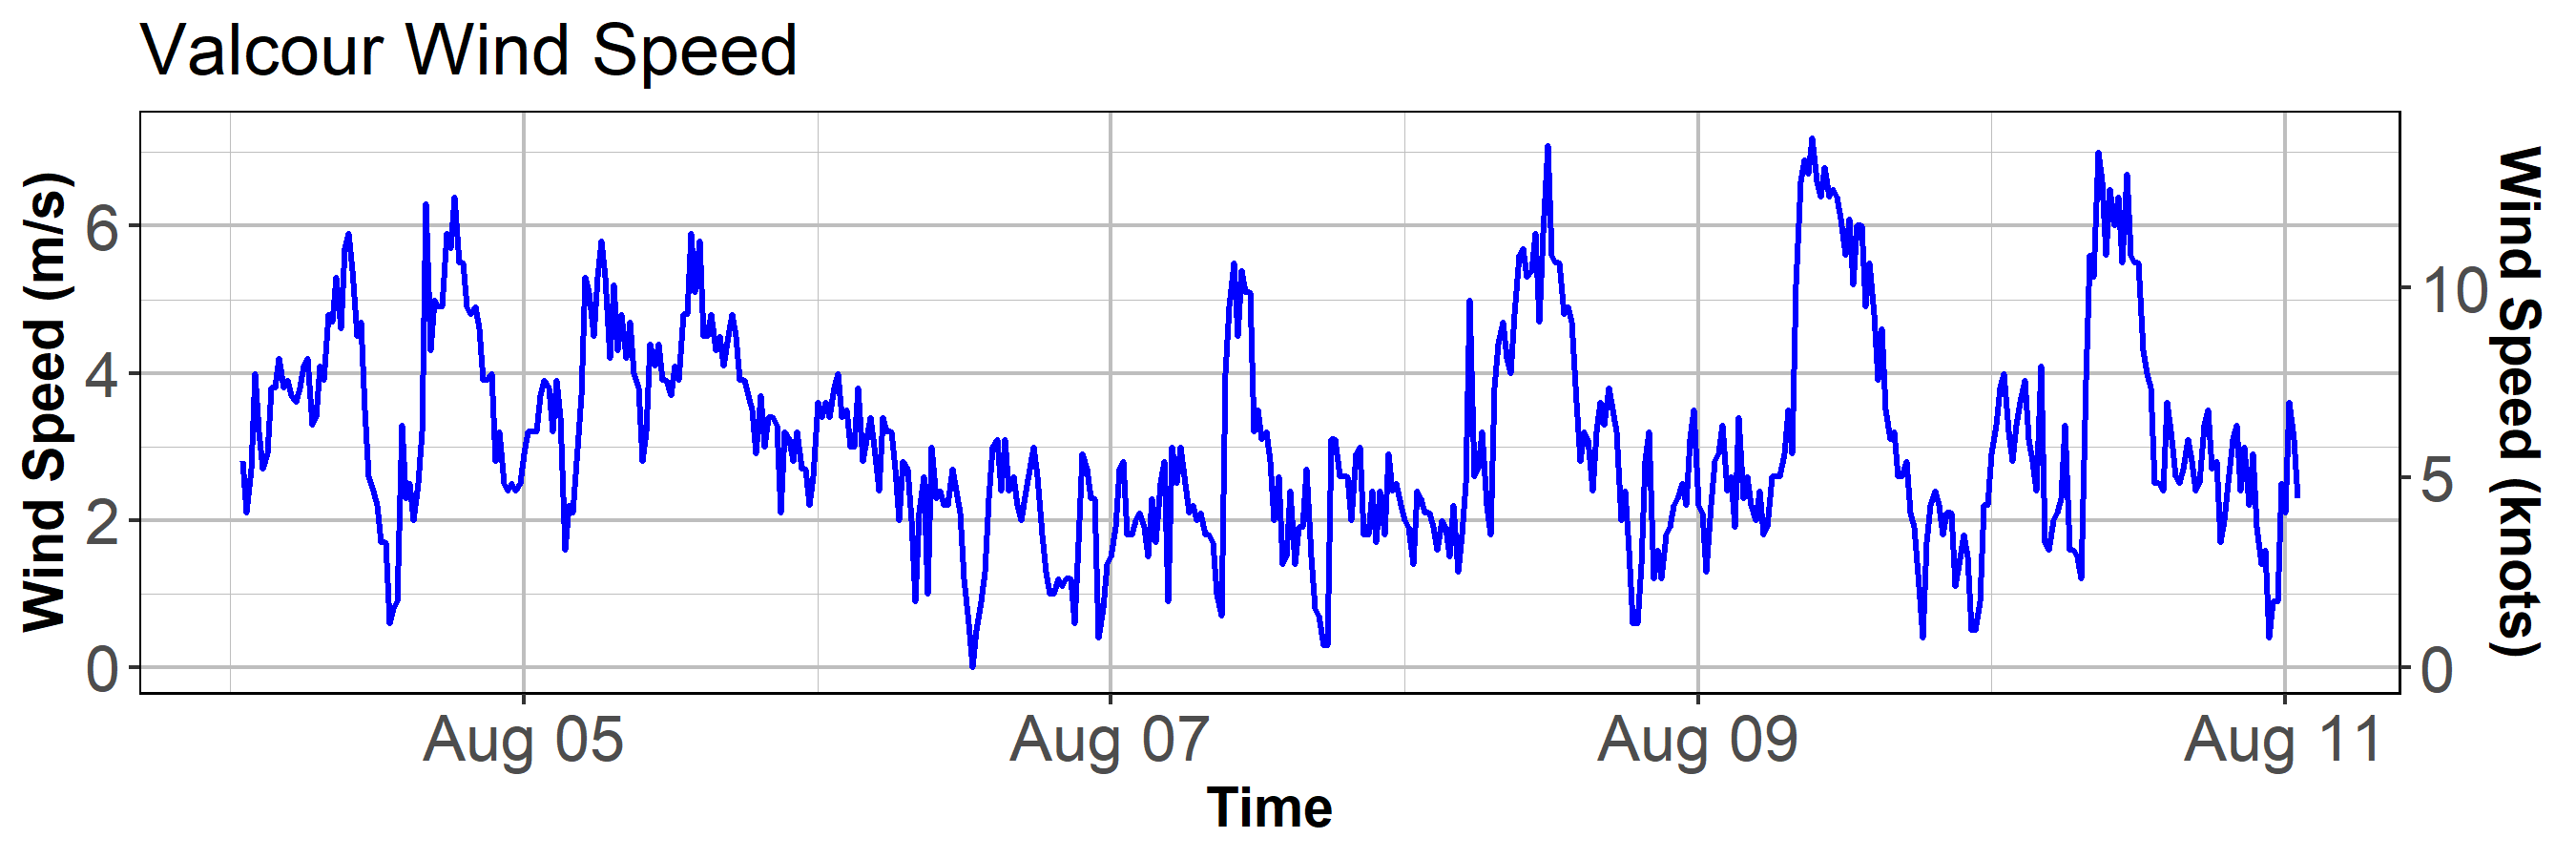 Valcour Wind Speed
Wind Speed (m/s)
6
4
2
0
10
5
0
Wind Speed (knots)
Aug 05
Aug 07
Aug 09
Aug 11
Time